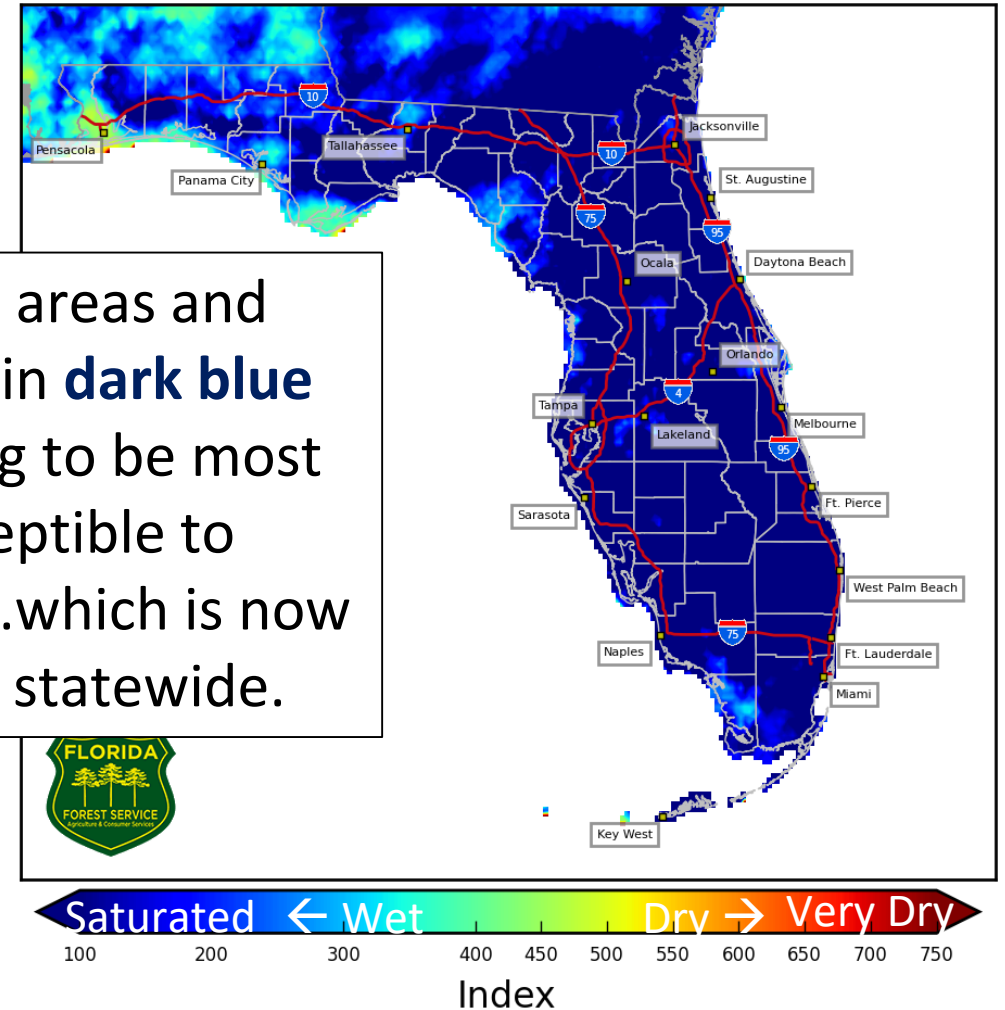 10
Jacksonville
Pensacola
Tallahassee
10
Panama City
St. Augustine
75
95
Ocala
Daytona Beach
areas and
in dark blue
g to be most
eptible to
.which is now
statewide.
Orlando
4
Tampa
Melbourne
Lakeland
95
Ft. Pierce
Sarasota
West Palm Beach
75
Naples
Ft. Lauderdale
Miami
FLORIDA
FOREST SERVICE
Agriculture & Consumer Services
Key West
Saturated ← Wet Dry → Very Dry
100 200 300 400 450 500 550 600 650 700 750
Index